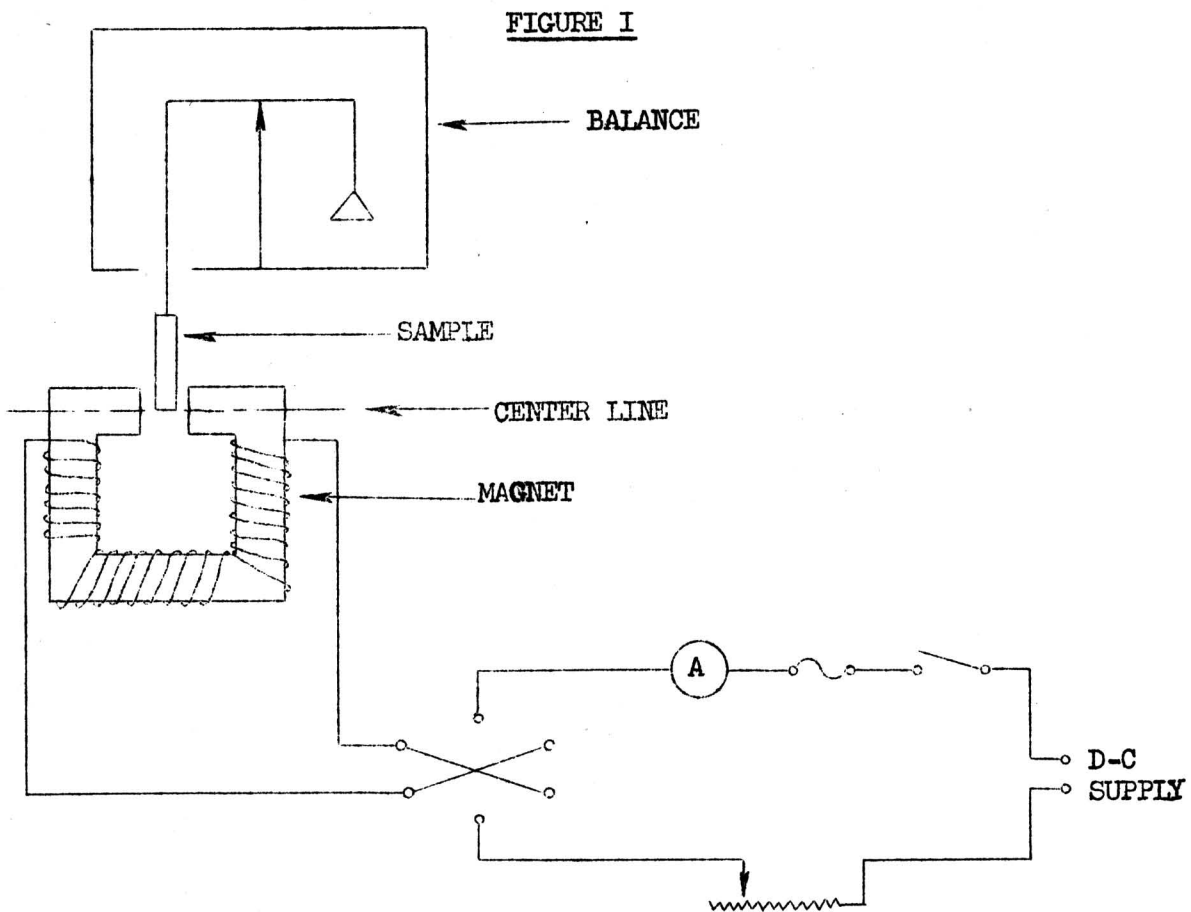 FIGURE I
BALANCE
SAMPLE
CENTER LINE
MAGNET
A
D-C
SUPPLY